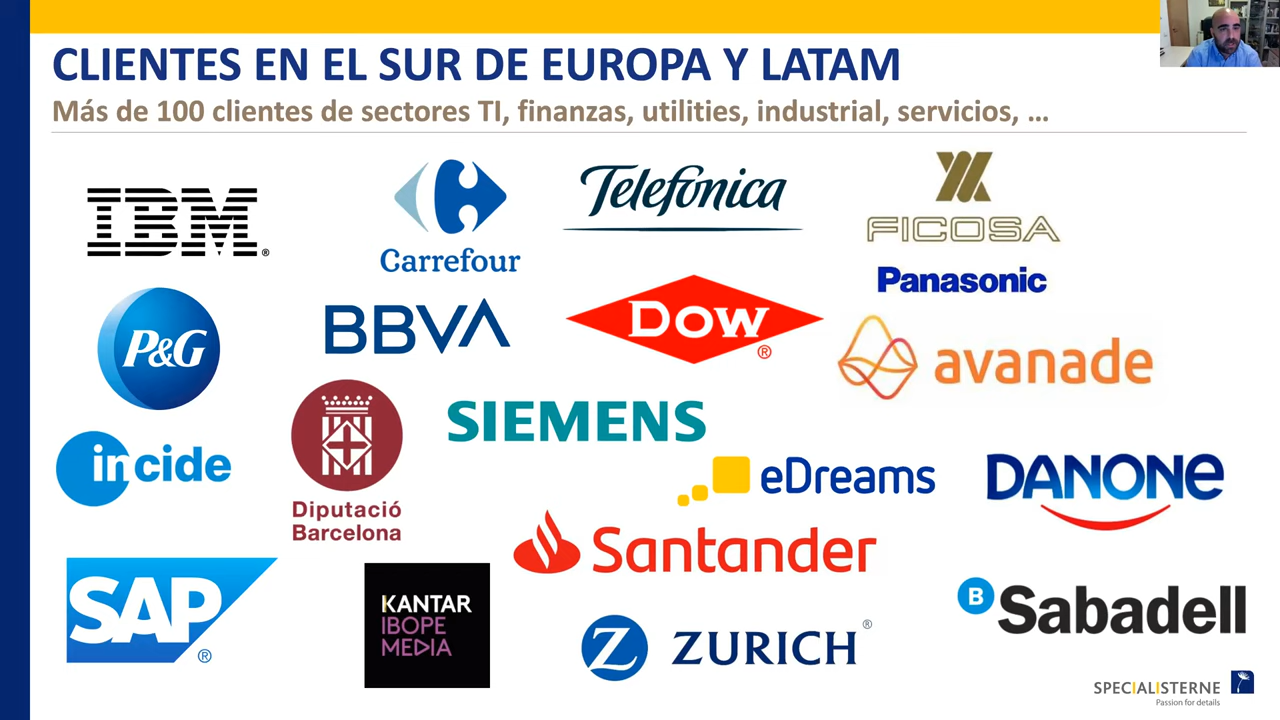 CLIENTES EN EL SUR DE EUROPA Y LATAM
Más de 100 clientes de sectores TI, finanzas, utilities, industrial, servicios, ...
IBM®
Carrefour
Telefónica
FICOSA
Panasonic
P&G
BBVA
DOW®
avanade
incide
Diputació
Barcelona
SIEMENS
eDreams
DANONE
Santander
SAP®
KANTAR
IBOPE
MEDIA
Z ZURICH®
B Sabadell
SPECIALISTERNE
Passion for details